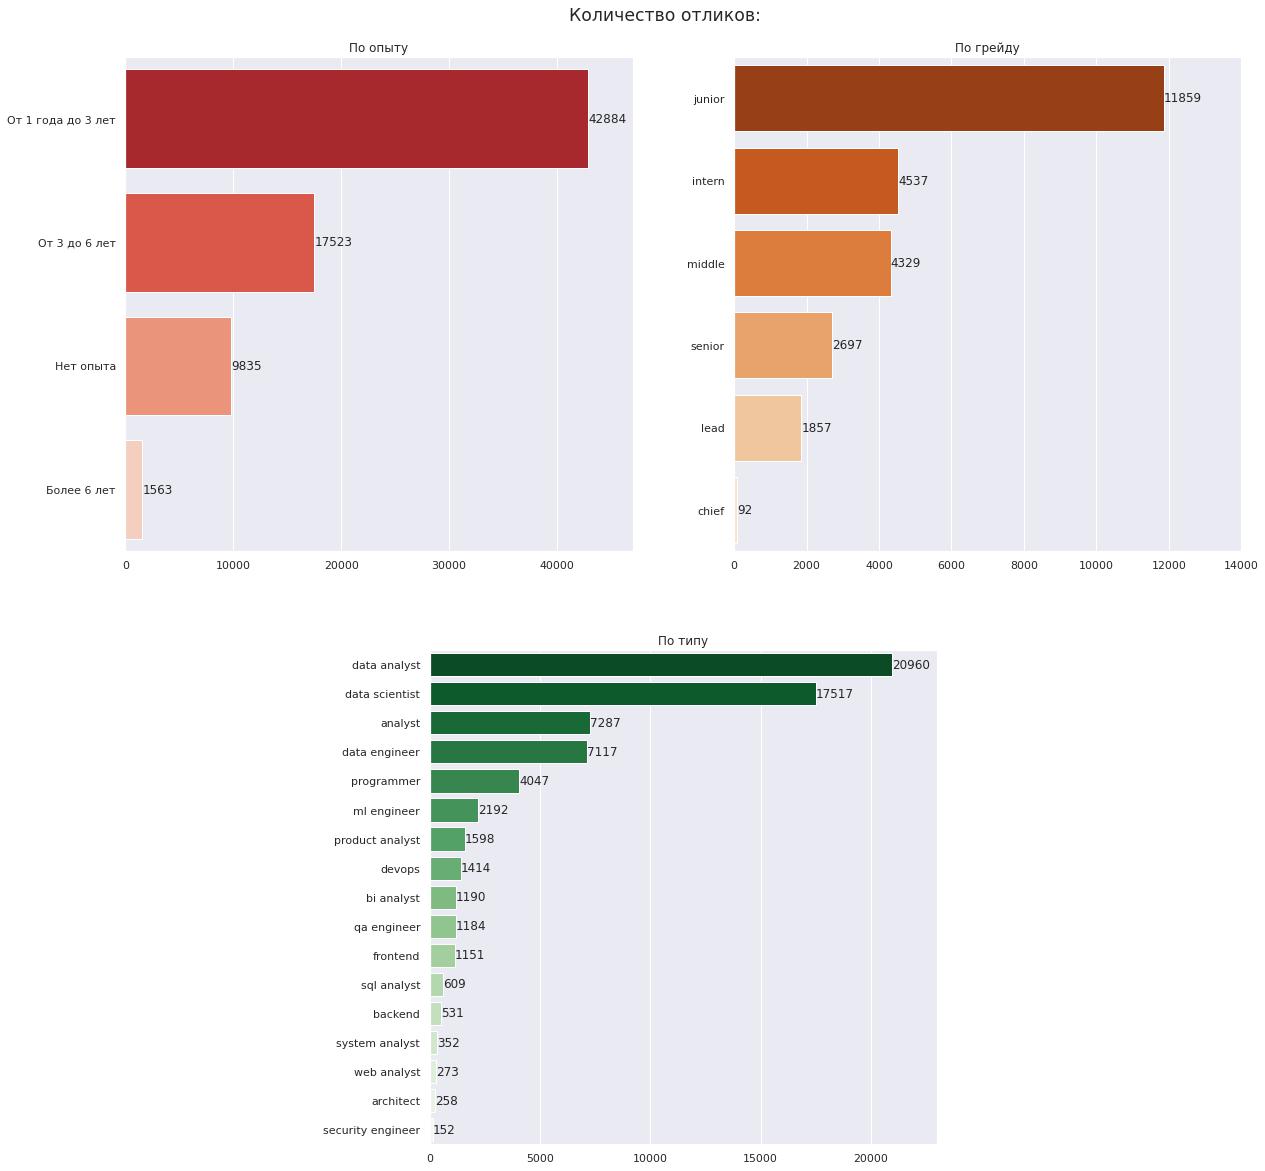 Количество отликов:
По опыту
От 1 года до 3 лет 42884
От 3 до 6 лет 17523
Нет опыта 9835
Более 6 лет 1563
0 10000 20000 30000 40000
По грейду
junior 11859
intern 4537
middle 4329
senior 2697
lead 1857
chief 92
0 2000 4000 6000 8000 10000 12000 14000
По типу
data analyst 20960
data scientist 17517
analyst 7287
data engineer 7117
programmer 4047
ml engineer 2192
product analyst 1598
devops 1414
bi analyst 1190
qa engineer 1184
frontend 1151
sql analyst 609
backend 531
system analyst 352
web analyst 273
architect 258
security engineer 152
0 5000 10000 15000 20000